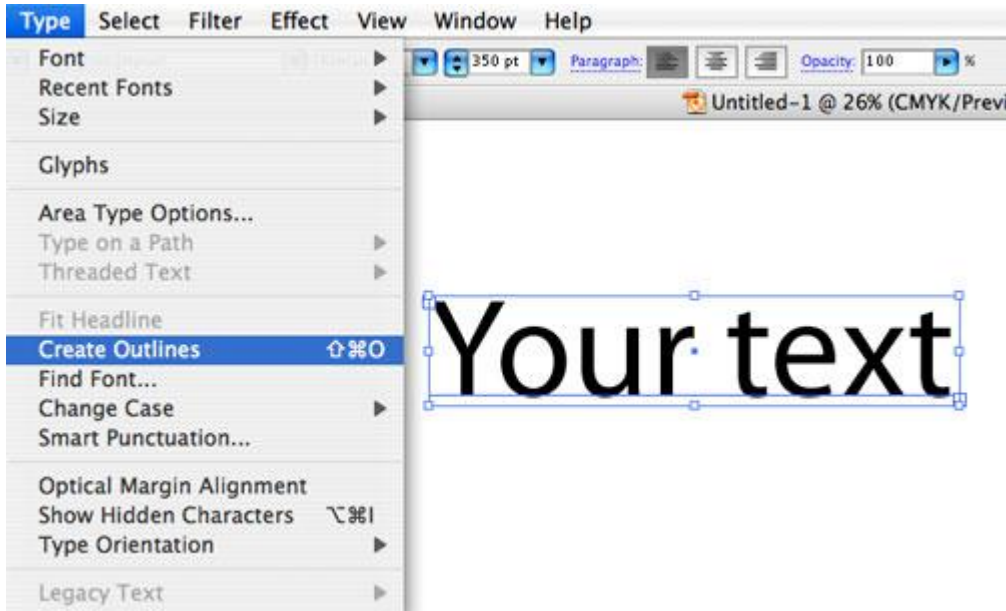 Type Select Filter Effect View Window Help
Font
350 pt Paragraph: Opacity: 100 %
Recent Fonts
Size
Untitled-1 @ 26% (CMYK/Previ
Glyphs
Area Type Options...
Type on a Path
Threaded Text
Fit Headline
Create Outlines ⇧⌘O
Find Font...
Change Case
Smart Punctuation...
Optical Margin Alignment
Show Hidden Characters ⌥⌘I
Type Orientation
Legacy Text
Your text